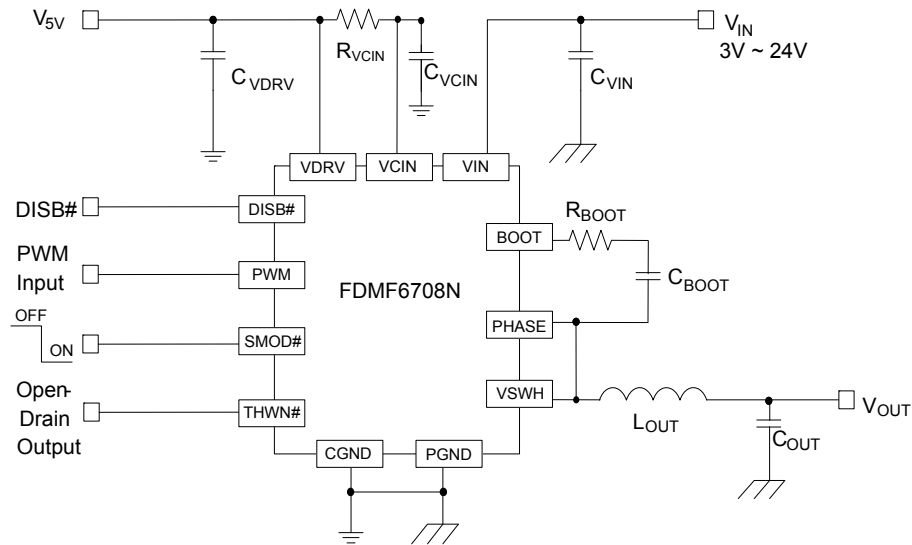 V5V
RVCIN
CVDRV
CVCIN
CVIN
VIN
3V ~ 24V
VDRV
VCIN
VIN
DISB#
DISB#
PWM
Input
PWM
OFF
ON
SMOD#
Open-
Drain
Output
THWN#
FDMF6708N
BOOT
RBOOT
CBOOT
PHASE
VSWH
LOUT
COUT
VOUT
CGND
PGND